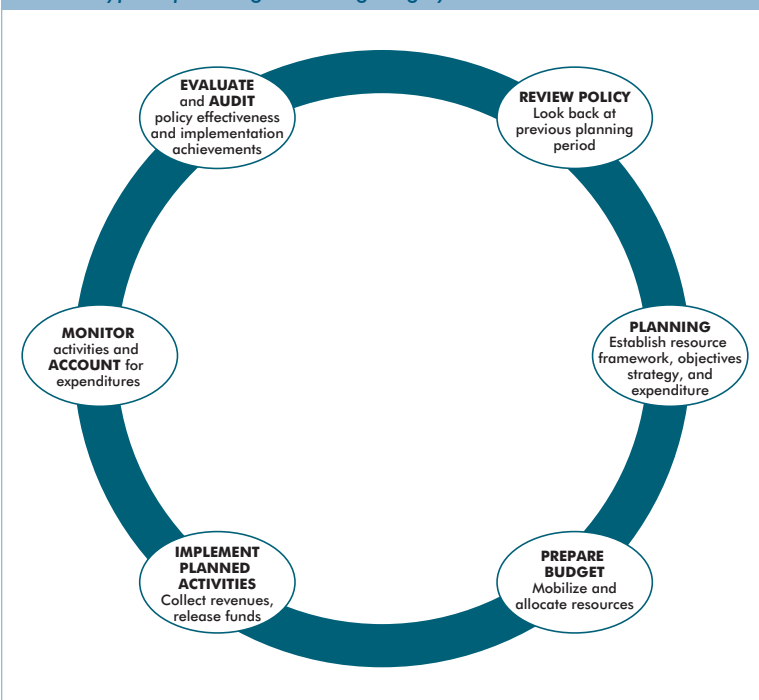 EVALUATE
and AUDIT
policy effectiveness
and implementation
achievements
REVIEW POLICY
Look back at
previous planning
period
MONITOR
activities and
ACCOUNT for
expenditures
PLANNING
Establish resource
framework, objectives
strategy, and
expenditure
IMPLEMENT
PLANNED
ACTIVITIES
Collect revenues,
release funds
PREPARE
BUDGET
Mobilize and
allocate resources